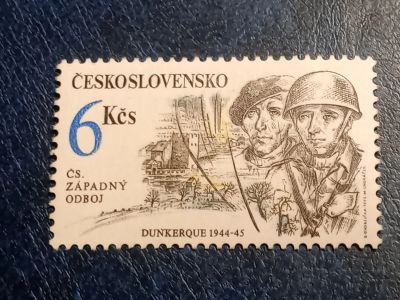 ČESKOSLOVENSKO
6 Kčs
ČS.
ZÁPADNÝ
ODBOJ
DUNKERQUE 1944-45